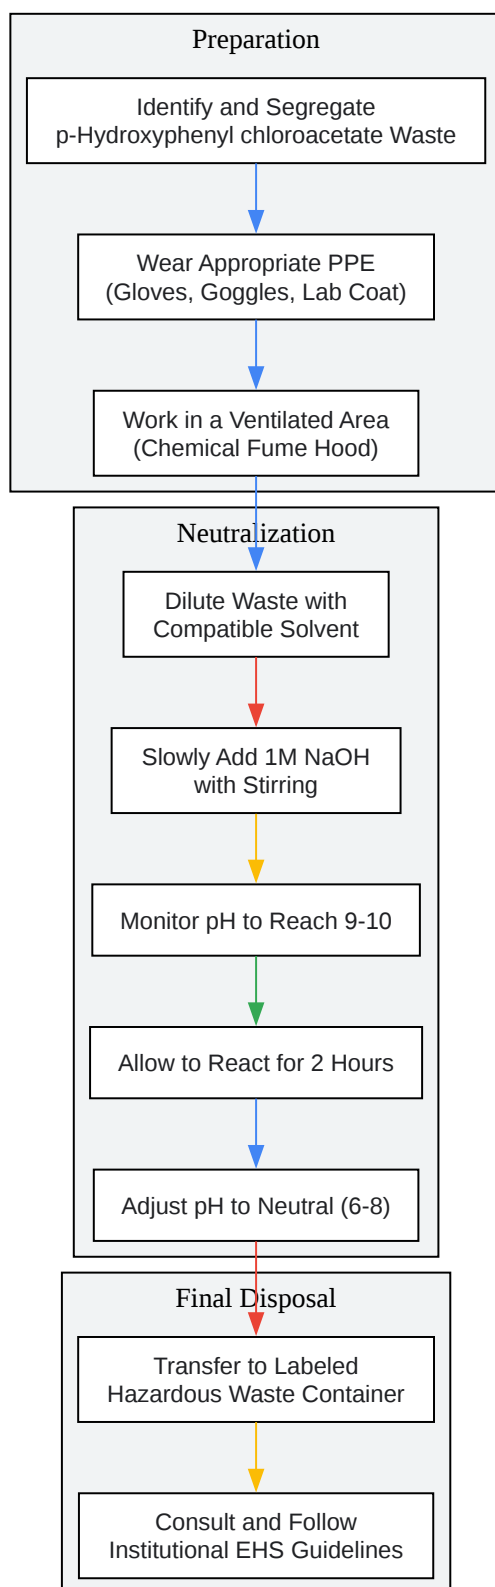 Preparation
Identify and Segregate
p-Hydroxyphenyl chloroacetate Waste
Wear Appropriate PPE
(Gloves, Goggles, Lab Coat)
Work in a Ventilated Area
(Chemical Fume Hood)
Neutralization
Dilute Waste with
Compatible Solvent
Slowly Add 1M NaOH
with Stirring
Monitor pH to Reach 9-10
Allow to React for 2 Hours
Adjust pH to Neutral (6-8)
Final Disposal
Transfer to Labeled
Hazardous Waste Container
Consult and Follow
Institutional EHS Guidelines